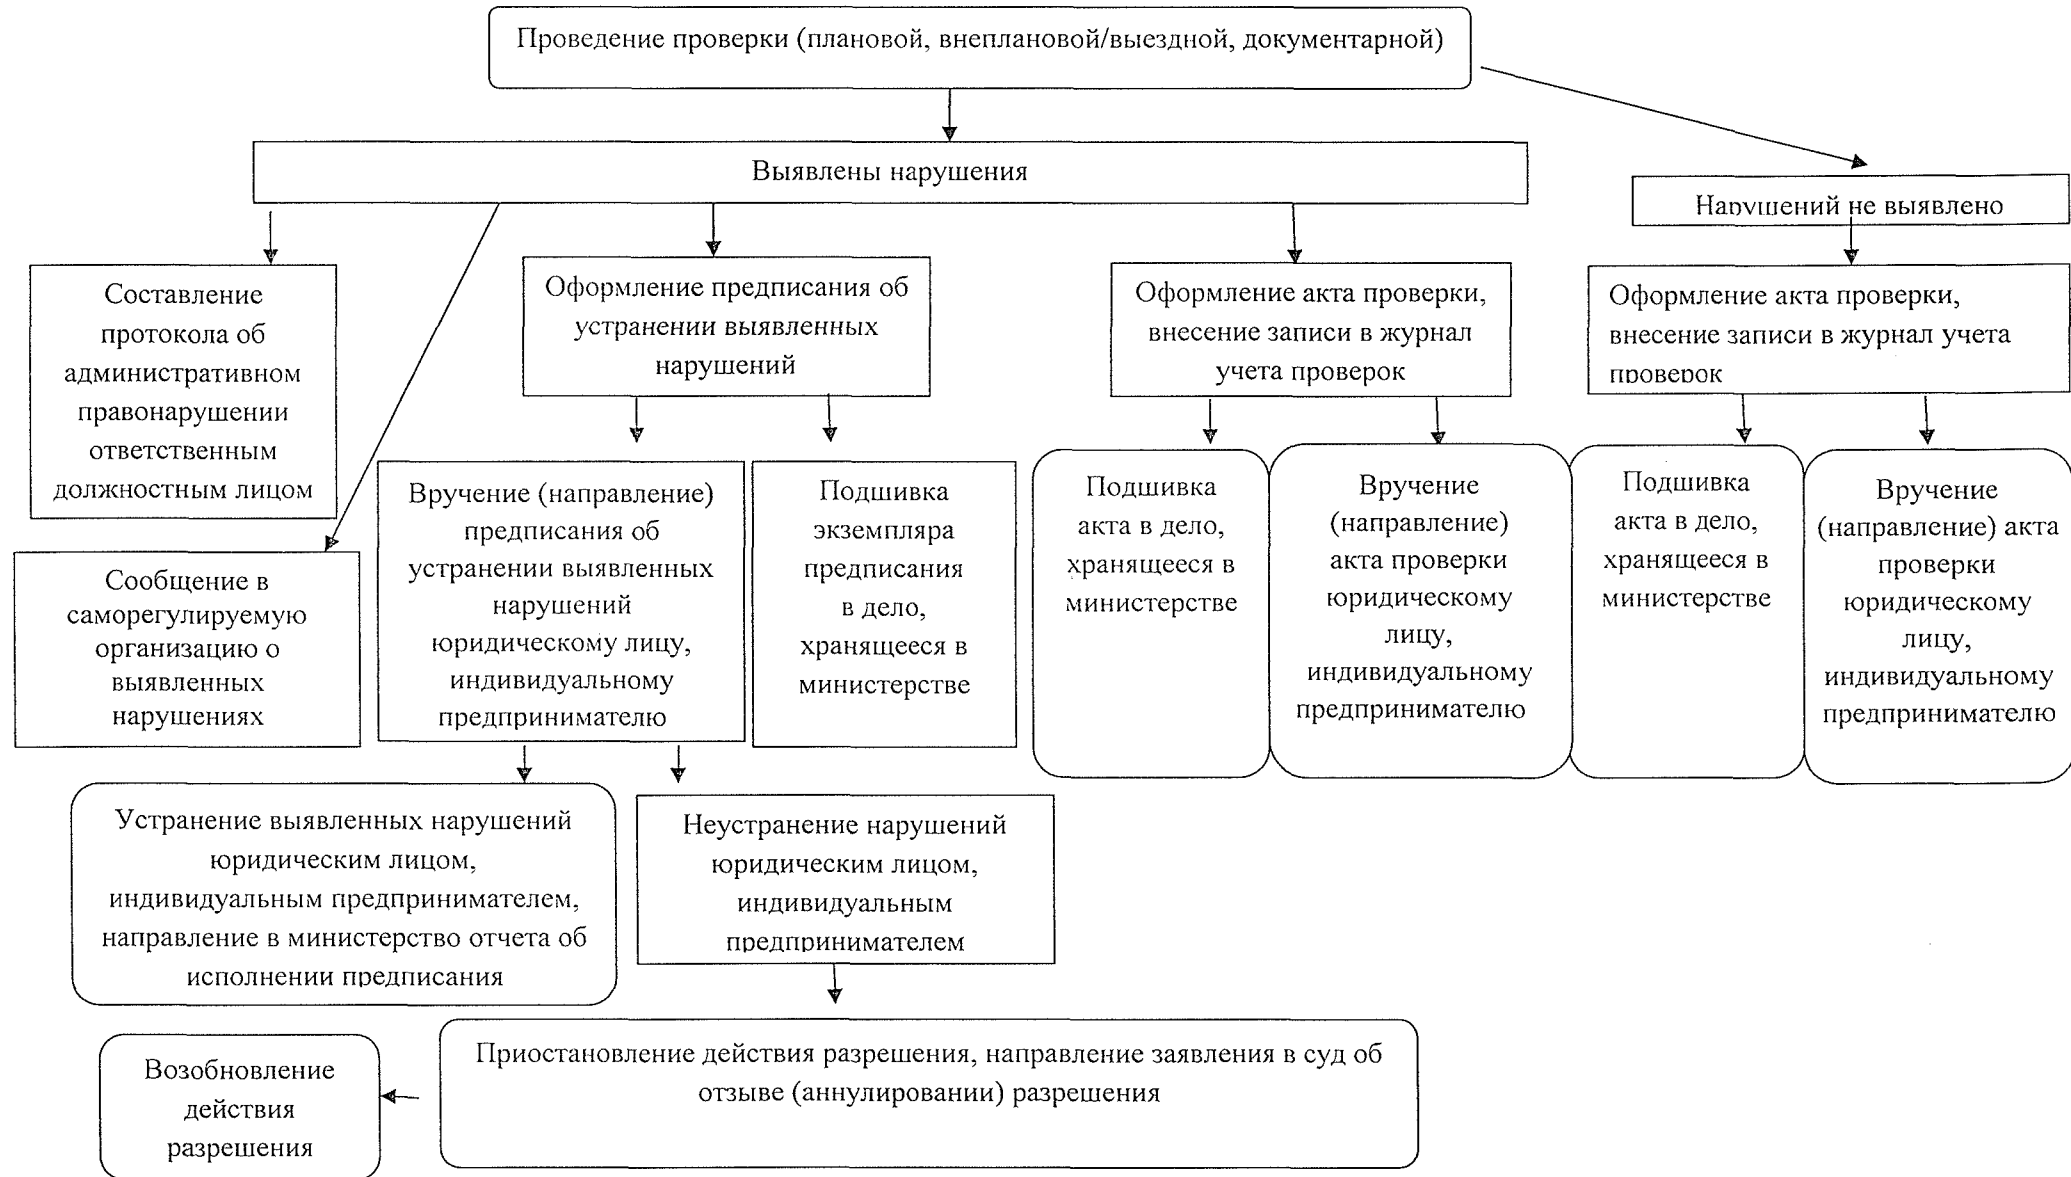 Проведение проверки (плановой, внеплановой/выездной, документарной)
Выявлены нарушения
Нарушений не выявлено
Составление
протокола об
административном
правонарушении
ответственным
должностным лицом
Оформление предписания об
устранении выявленных
нарушений
Оформление акта проверки,
внесение записи в журнал
учета проверок
Оформление акта проверки,
внесение записи в журнал учета
проверок
Сообщение в
саморегулируемую
организацию о
выявленных
нарушениях
Вручение (направление)
предписания об
устранении выявленных
нарушений
юридическому лицу,
индивидуальному
предпринимателю
Подшивка
экземпляра
предписания
в дело,
хранящееся в
министерстве
Подшивка
акта в дело,
хранящееся в
министерстве
Вручение
(направление)
акта проверки
юридическому
лицу,
индивидуальному
предпринимателю
Подшивка
акта в дело,
хранящееся в
министерстве
Вручение
(направление) акта
проверки
юридическому
лицу,
индивидуальному
предпринимателю
Устранение выявленных нарушений
юридическим лицом,
индивидуальным предпринимателем,
направление в министерство отчета об
исполнении предписания
Неустранение нарушений
юридическим лицом,
индивидуальным
предпринимателем
Приостановление действия разрешения, направление заявления в суд об
отзыве (аннулировании) разрешения
Возобновление
действия
разрешения